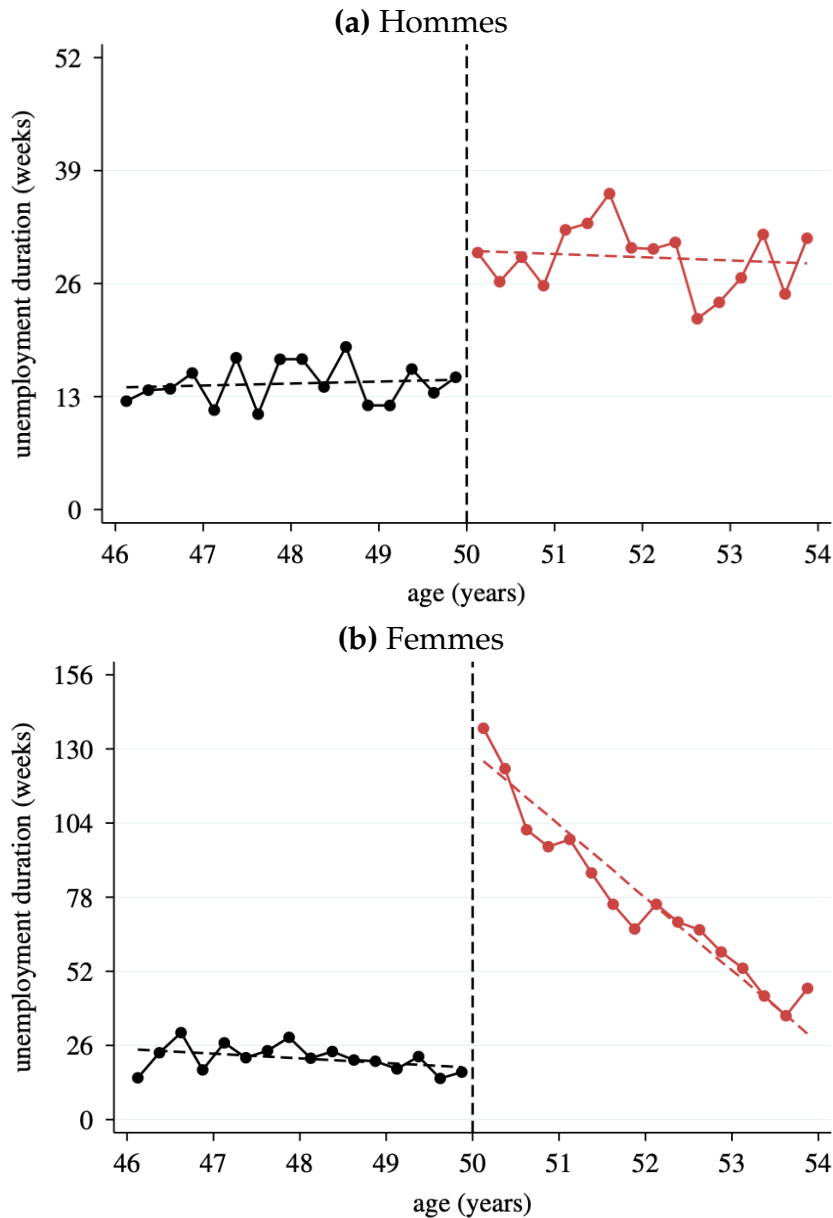 (a) Hommes
52
39
26
13
0
unemployment duration (weeks)
46 47 48 49 50 51 52 53 54
age (years)
(b) Femmes
156
130
104
78
52
26
0
unemployment duration (weeks)
46 47 48 49 50 51 52 53 54
age (years)